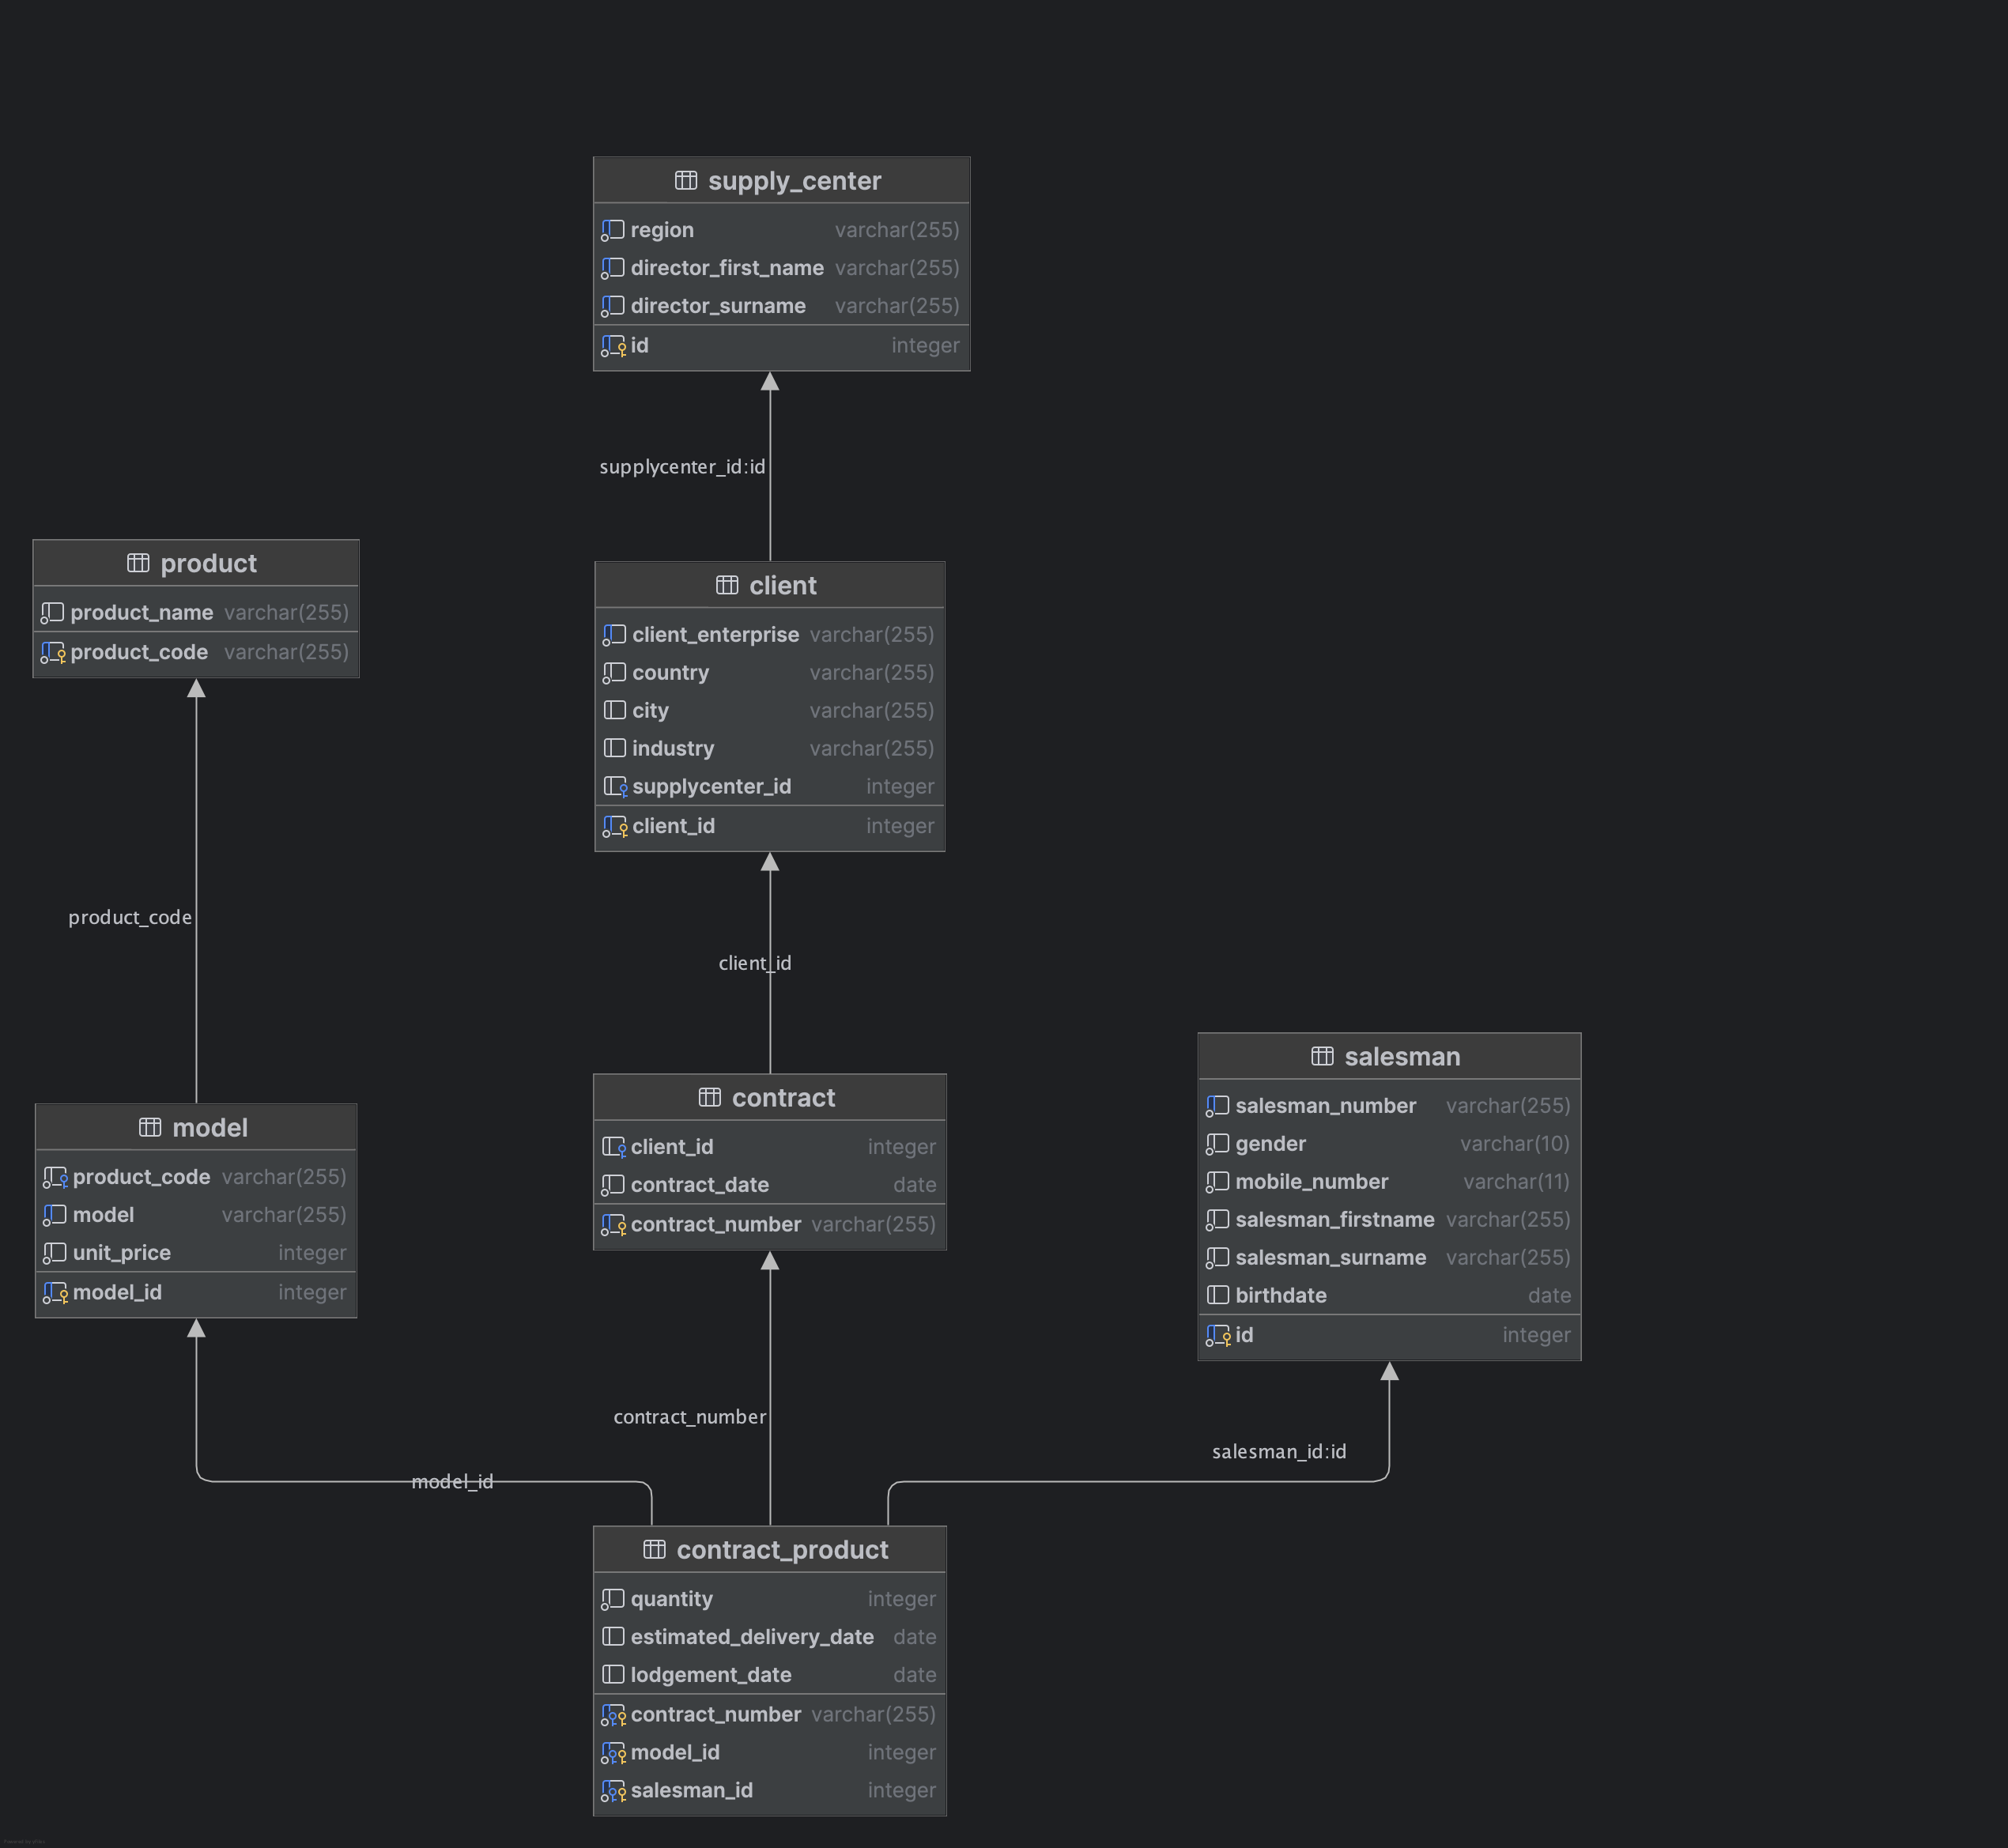 supply_center
region varchar(255)
director_first_name varchar(255)
director_surname varchar(255)
id integer
supplycenter_id:id
product
product_name varchar(255)
product_code varchar(255)
client
client_enterprise varchar(255)
country varchar(255)
city varchar(255)
industry varchar(255)
supplycenter_id integer
client_id integer
product_code
client_id
model
product_code varchar(255)
model varchar(255)
unit_price integer
model_id integer
contract
client_id integer
contract_date date
contract_number varchar(255)
salesman
salesman_number varchar(255)
gender varchar(10)
mobile_number varchar(11)
salesman_firstname varchar(255)
salesman_surname varchar(255)
birthdate date
id integer
contract_number
salesman_id:id
model_id
contract_product
quantity integer
estimated_delivery_date date
lodgement_date date
contract_number varchar(255)
model_id integer
salesman_id integer